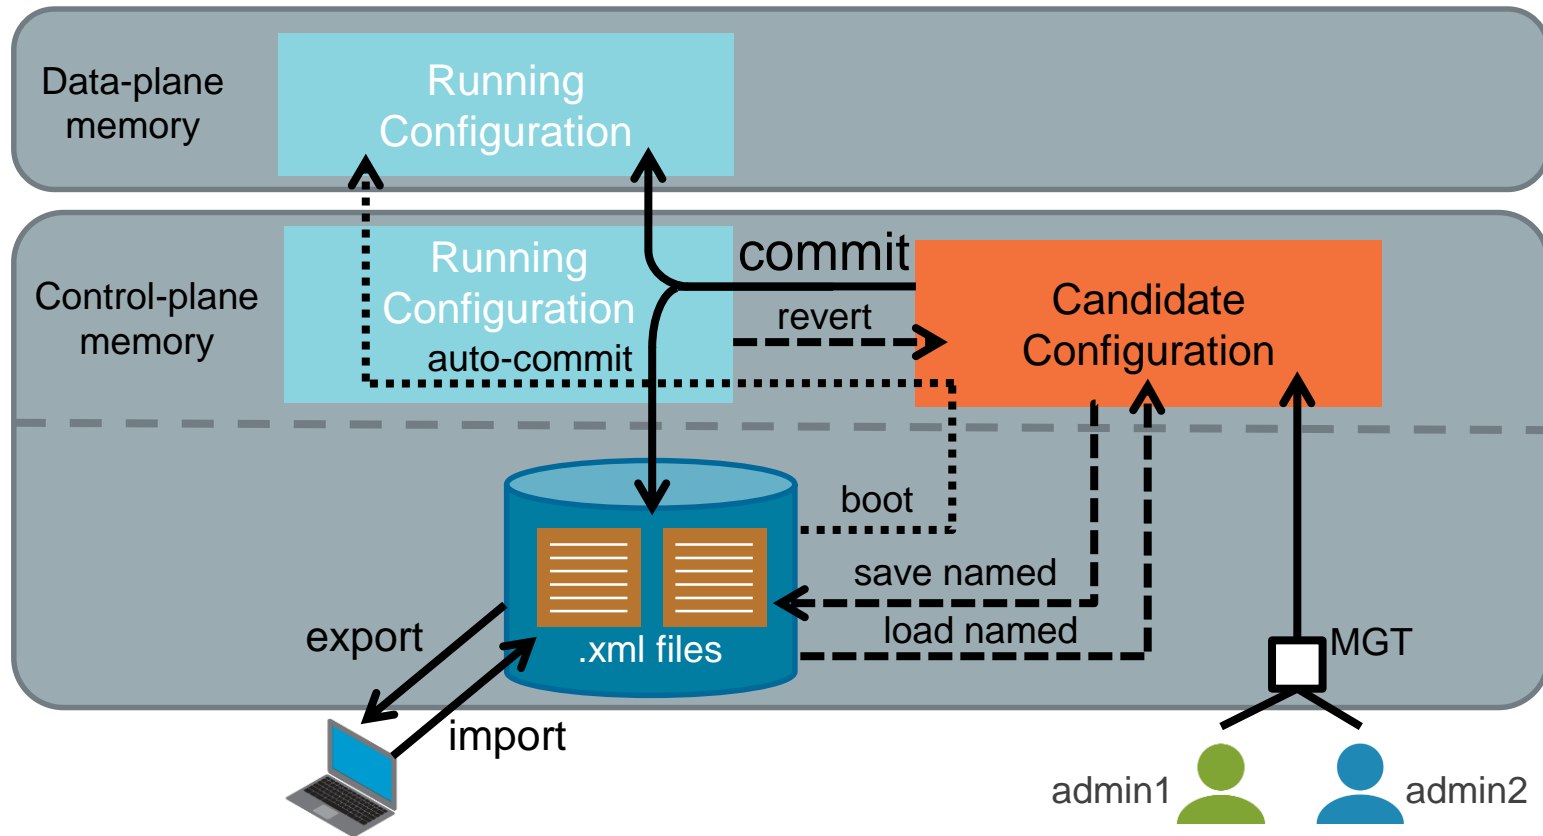 Data-plane
memory
Running
Configuration
Control-plane
memory
Running
Configuration
auto-commit
commit
revert
Candidate
Configuration
boot
save named
load named
.xml files
export
import
MGT
admin1
admin2